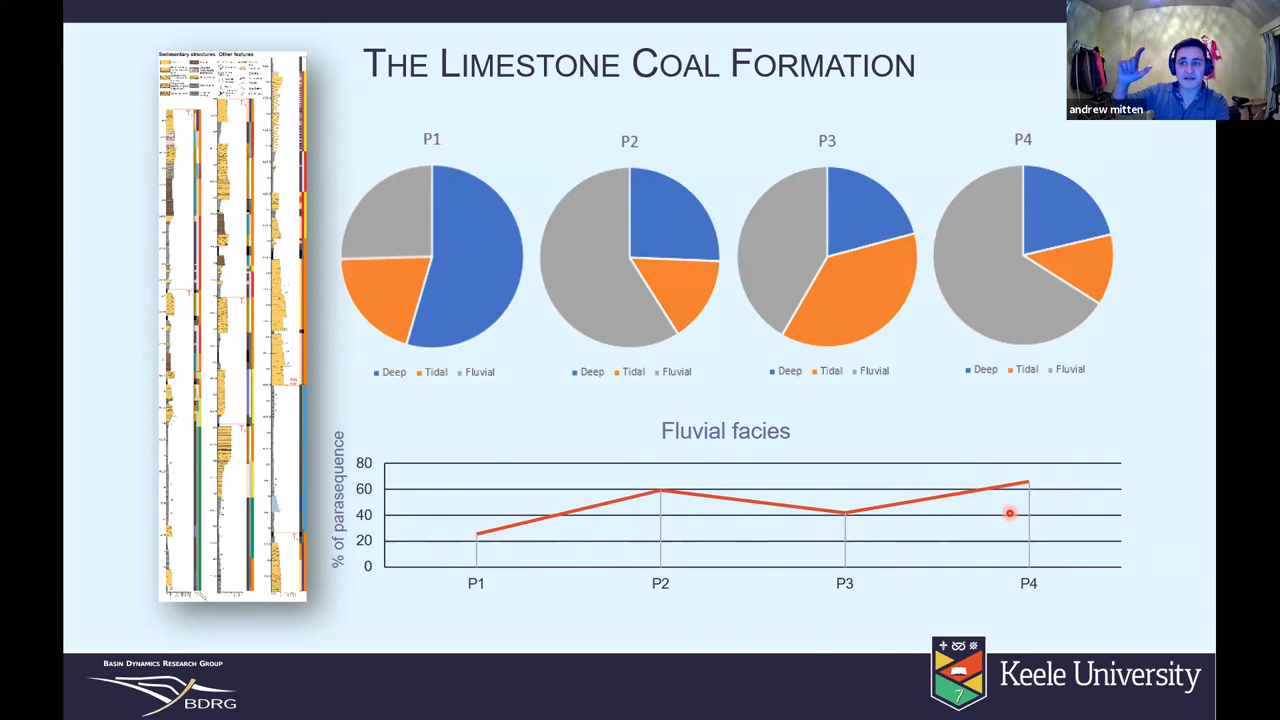 THE LIMESTONE COAL FORMATION
andrew mitten
Sedimentary structures Other features
P1
P2
P3
P4
Deep Tidal Fluvial
Deep Tidal Fluvial
Deep Tidal Fluvial
Deep Tidal Fluvial
Fluvial facies
% of parasequence
80
60
40
20
0
P1
P2
P3
P4
BASIN DYNAMICS RESEARCH GROUP
BDRG
Keele University